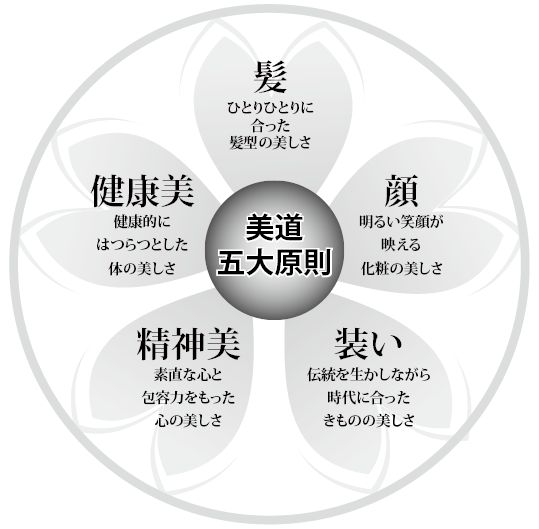 髪
ひとりひとりに
合った
髪型の美しさ
健康美
健康的に
はつらつとした
体の美しさ
美道
五大原則
顔
明るい笑顔が
映える
化粧の美しさ
精神美
素直な心と
包容力をもった
心の美しさ
装い
伝統を生かしながら
時代に合った
きものの美しさ